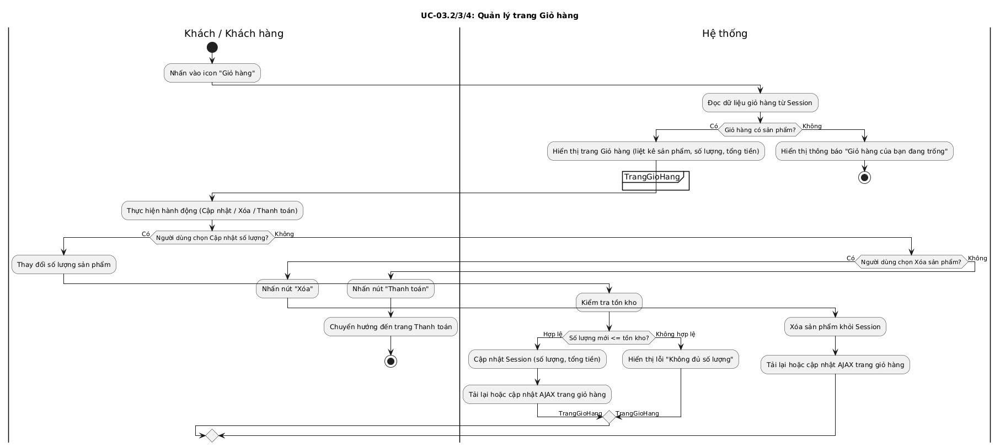 UC-03.2/3/4: Quản lý trang Giỏ hàng
Khách / Khách hàng
Hệ thống
Nhấn vào icon "Giỏ hàng"
Đọc dữ liệu giỏ hàng từ Session
Có
Giỏ hàng có sản phẩm?
Không
Hiển thị trang Giỏ hàng (liệt kê sản phẩm, số lượng, tổng tiền)
Hiển thị thông báo "Giỏ hàng của bạn đang trống"
TrangGioHang
Thực hiện hành động (Cập nhật / Xóa / Thanh toán)
Có
Người dùng chọn Cập nhật số lượng?
Không
Thay đổi số lượng sản phẩm
Có
Người dùng chọn Xóa sản phẩm?
Không
Nhấn nút "Xóa"
Nhấn nút "Thanh toán"
Kiểm tra tồn kho
Chuyển hướng đến trang Thanh toán
Xóa sản phẩm khỏi Session
Hợp lệ
Số lượng mới <= tồn kho?
Không hợp lệ
Cập nhật Session (số lượng, tổng tiền)
Hiển thị lỗi "Không đủ số lượng"
Tải lại hoặc cập nhật AJAX trang giỏ hàng
Tải lại hoặc cập nhật AJAX trang giỏ hàng
TrangGioHang
TrangGioHang